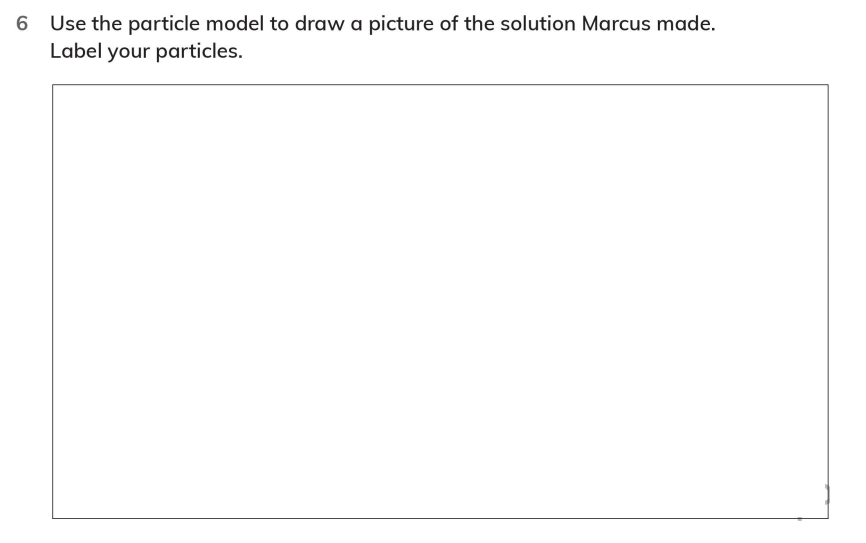 6 Use the particle model to draw a picture of the solution Marcus made.
Label your particles.